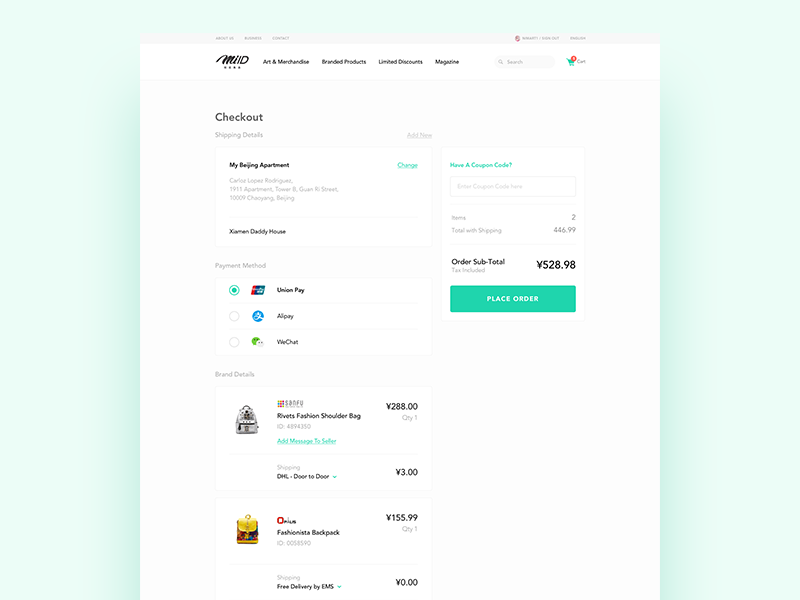 ABOUT US BUSINESS CONTACT
WINKITTY / SIGN OUT ENGLISH
MiiD
Art & Merchandise Branded Products Limited Discounts Magazine
Search
Cart
Checkout
Shipping Details Add New
My Beijing Apartment Change
Carlos Lopez Rodriguez,
1911 Apartment, Tower B, Guan Ri Street,
10009 Chaoyang, Beijing
Xiamen Daddy House
Have A Coupon Code?
Enter Coupon Code here
Items 2
Total with Shipping 446.99
Order Sub-Total ¥528.98
Tax Included
PLACE ORDER
Payment Method
Union Pay
Alipay
WeChat
Brand Details
sanfu
Rivets Fashion Shoulder Bag ¥288.00
ID: 4894350 Qty 1
Add Message To Seller
Shipping
DHL - Door to Door ¥3.00
¥155.99
Fashionista Backpack Qty 1
ID: 0058590
Shipping
Free Delivery by EMS ¥0.00